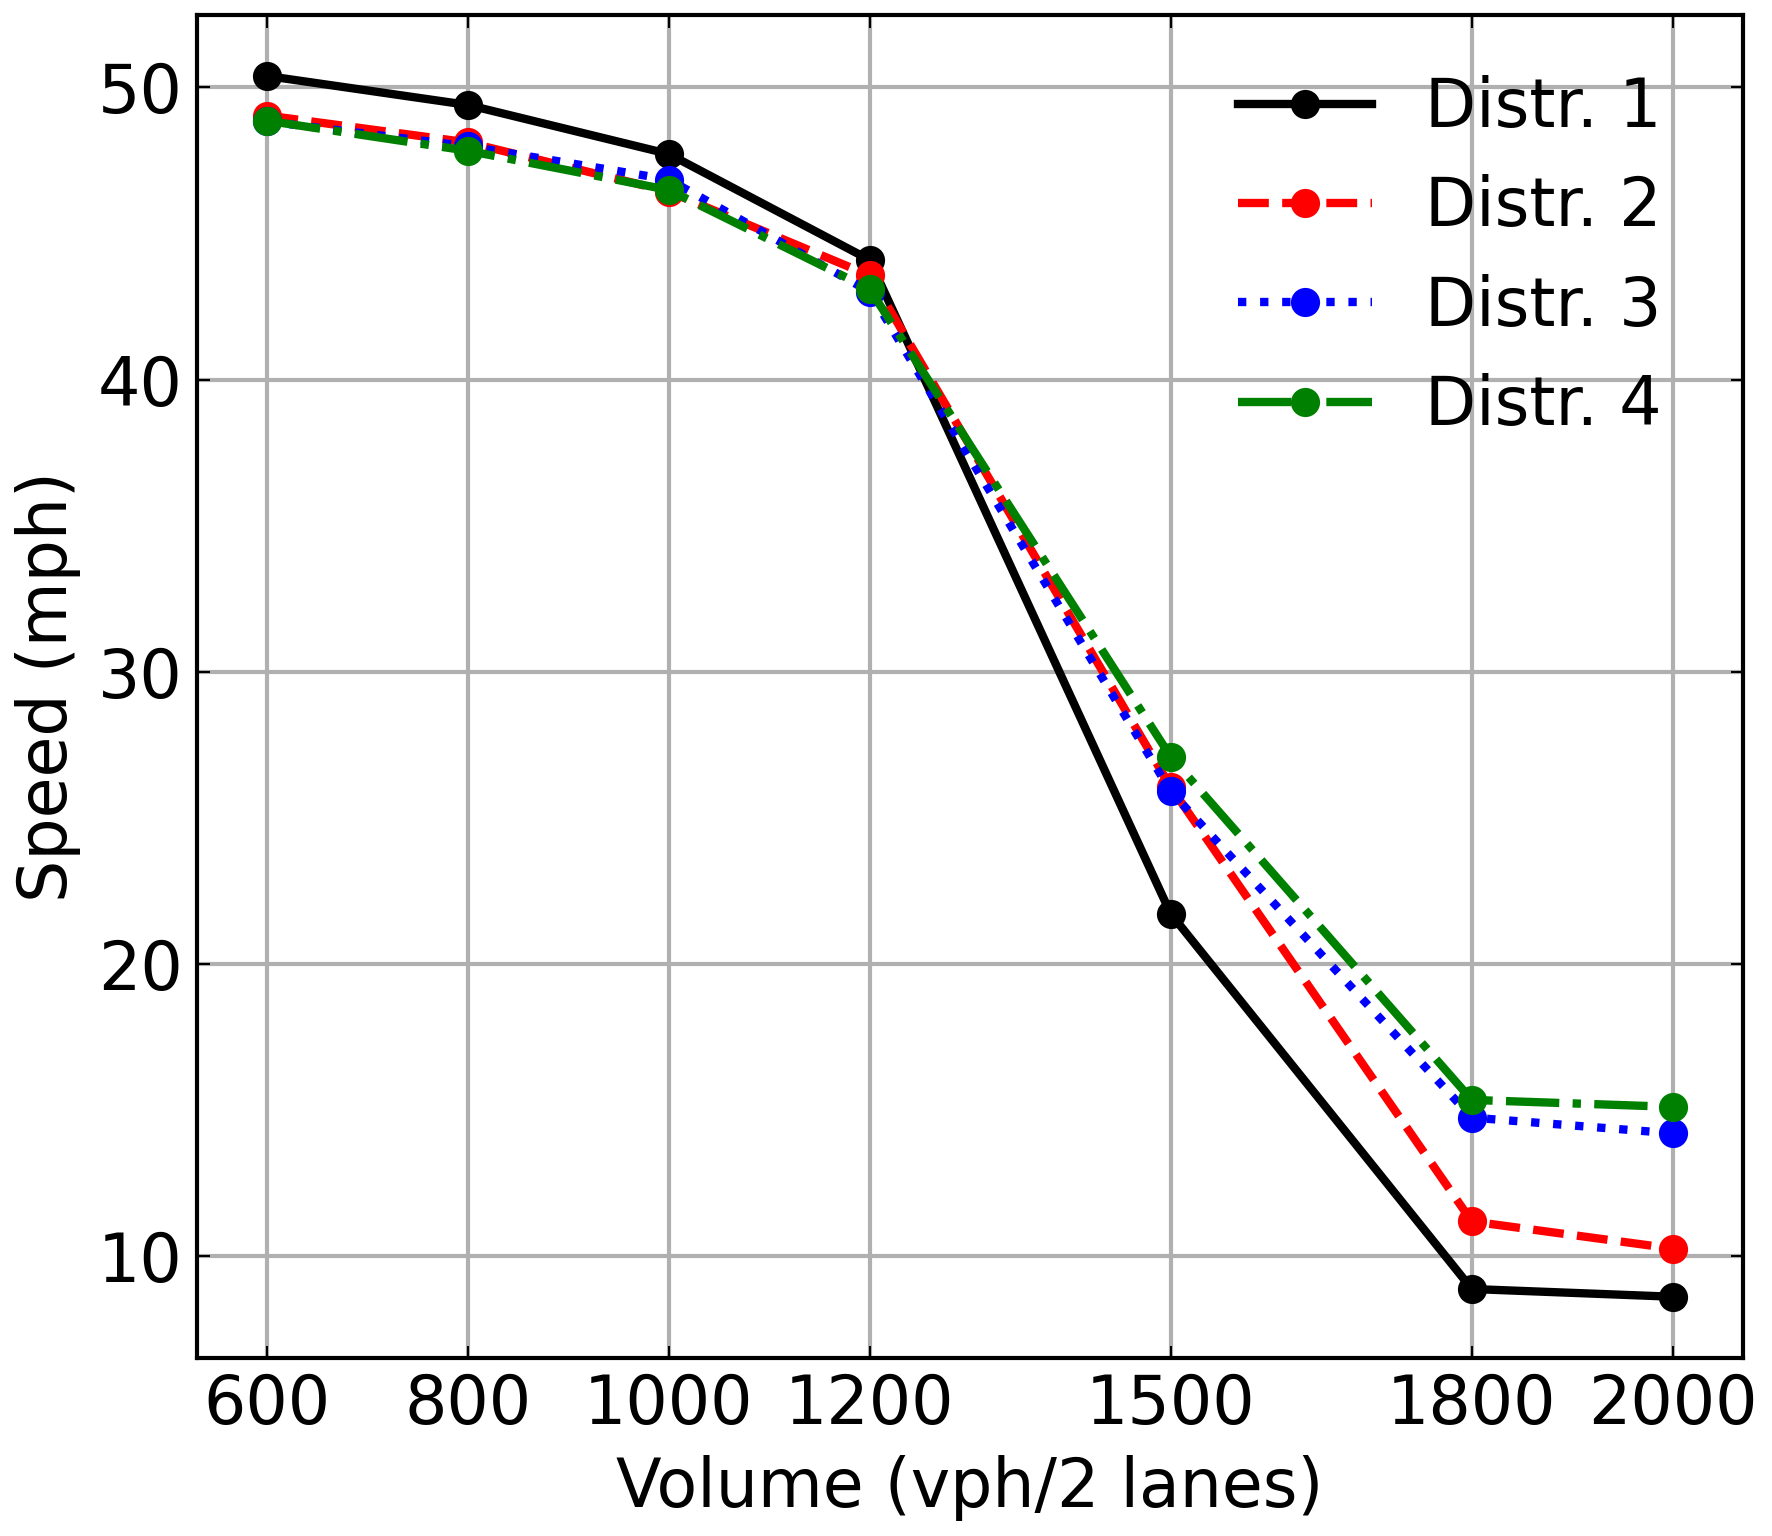 50
40
30
20
10
Speed (mph)
Distr. 1
Distr. 2
Distr. 3
Distr. 4
600 800 1000 1200 1500 1800 2000
Volume (vph/2 lanes)